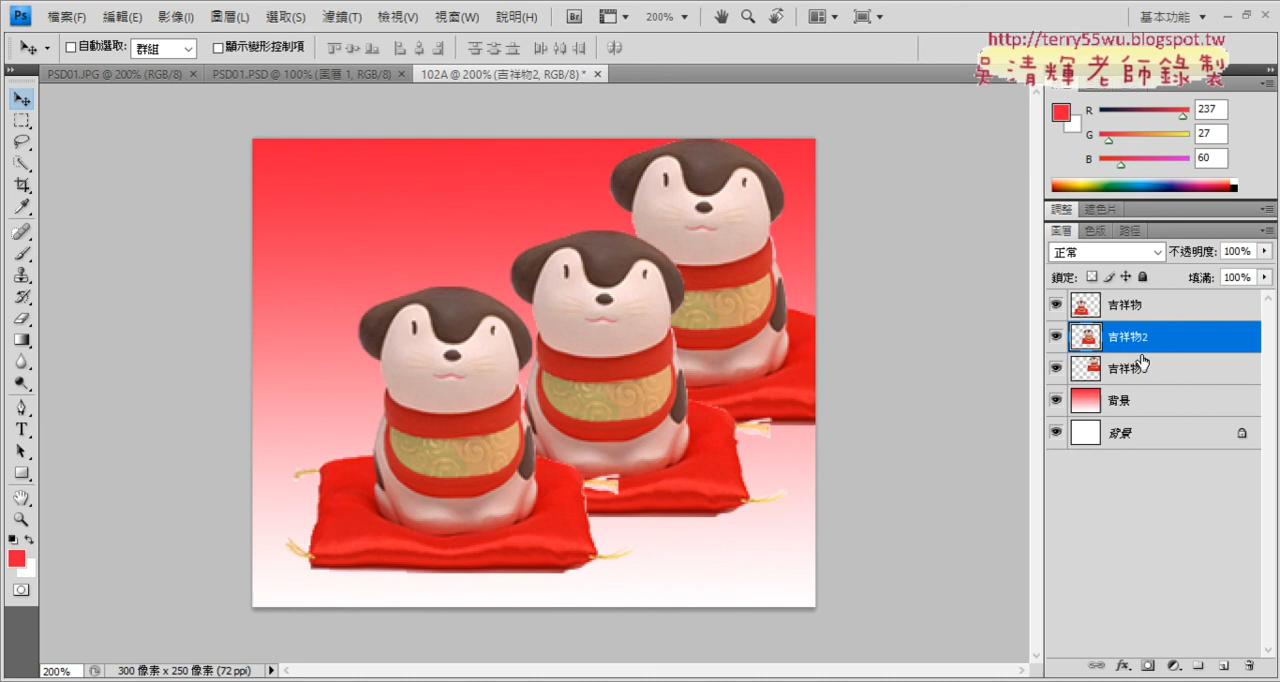 Ps 檔案(F) 編輯(E) 影像(I) 圖層(L) 選取(S) 濾鏡(T) 檢視(V) 視窗(W) 說明(H) Br 200% 基本功能
自動選取: 群組 顯示變形控制項
http://terry55wu.blogspot.tw
吳清輝老師錄製
PSD01.JPG @ 200% (RGB/8) PSD01.PSD @ 100% (圖層 1, RGB/8) 102A @ 200% (吉祥物2, RGB/8) *
R 237
G 27
B 60
調整 遮色片
圖層 色版 路徑
正常 不透明度: 100%
鎖定: 填滿: 100%
吉祥物
吉祥物2
吉祥物
背景
背景
T
fx
200% 300 像素 x 250 像素 (72 ppi)